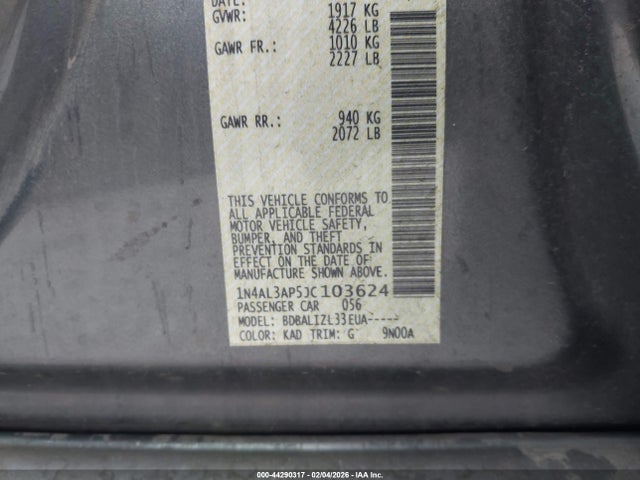 DATE:
GVWR: 1917 KG
4226 LB
GAWR FR.: 1010 KG
2227 LB
GAWR RR.: 940 KG
2072 LB
THIS VEHICLE CONFORMS TO
ALL APPLICABLE FEDERAL
MOTOR VEHICLE SAFETY,
BUMPER, AND THEFT
PREVENTION STANDARDS IN
EFFECT ON THE DATE OF
MANUFACTURE SHOWN ABOVE.
1N4AL3AP5JC103624
PASSENGER CAR 056
MODEL: BDBALIZL33EUA-----
COLOR: KAD TRIM: G 9N00A
000-44290317 | 02/04/2026 - IAA Inc.